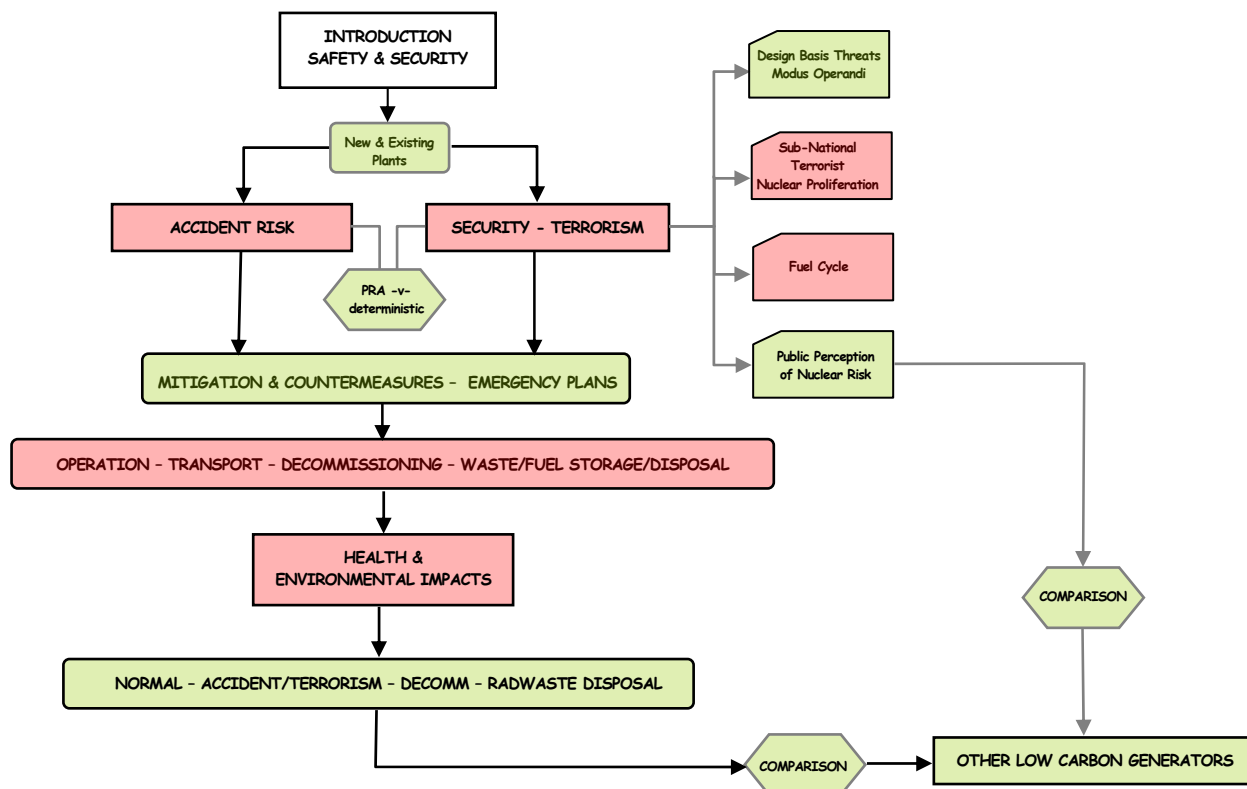 INTRODUCTION
SAFETY & SECURITY
Design Basis Threats
Modus Operandi
New & Existing
Plants
Sub-National
Terrorist
Nuclear Proliferation
ACCIDENT RISK
SECURITY - TERRORISM
Fuel Cycle
PRA -v-
deterministic
Public Perception
of Nuclear Risk
MITIGATION & COUNTERMEASURES - EMERGENCY PLANS
OPERATION - TRANSPORT - DECOMMISSIONING - WASTE/FUEL STORAGE/DISPOSAL
HEALTH &
ENVIRONMENTAL IMPACTS
COMPARISON
NORMAL - ACCIDENT/TERRORISM - DECOMM - RADWASTE DISPOSAL
COMPARISON
OTHER LOW CARBON GENERATORS